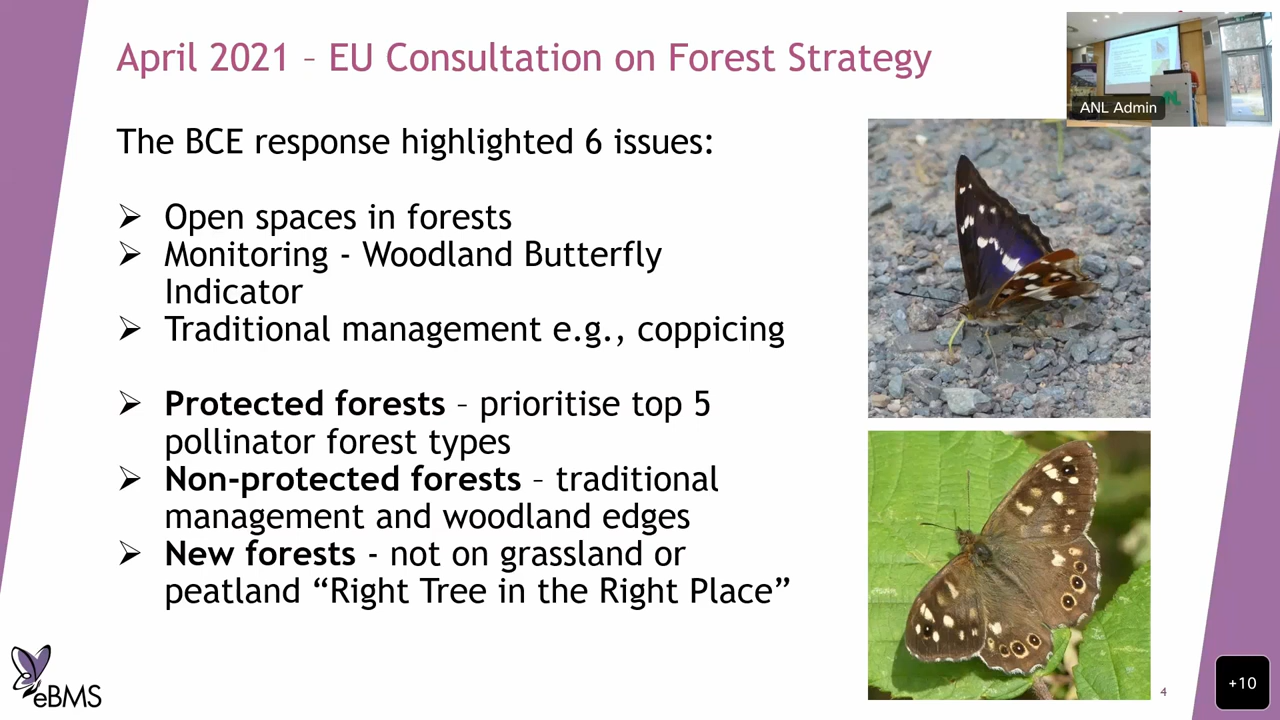 April 2021 – EU Consultation on Forest Strategy
ANL Admin
The BCE response highlighted 6 issues:
➢ Open spaces in forests
➢ Monitoring - Woodland Butterfly
Indicator
➢ Traditional management e.g., coppicing
➢ Protected forests – prioritise top 5
pollinator forest types
➢ Non-protected forests – traditional
management and woodland edges
➢ New forests - not on grassland or
peatland “Right Tree in the Right Place”
eBMS
4
+10